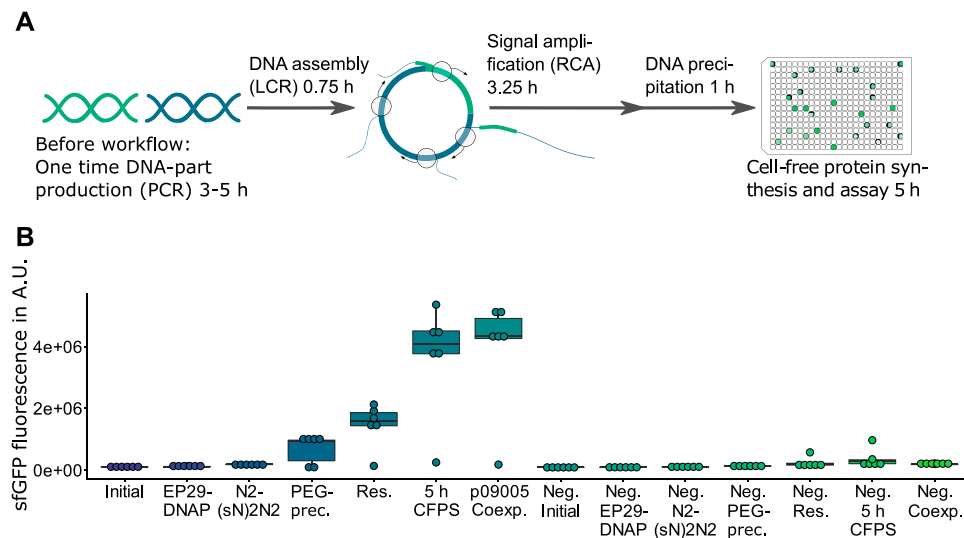 A
DNA assembly
(LCR) 0.75 h
Signal ampli-
fication (RCA)
3.25 h
DNA preci-
pitation 1 h
Before workflow:
One time DNA-part
production (PCR) 3-5 h
Cell-free protein syn-
thesis and assay 5 h
B
sfGFP fluorescence in A.U.
4e+06
2e+06
0e+00
Initial
EP29-
DNAP
N2-
(sN)2N2
PEG-
prec.
Res.
5 h
CFPS
p09005
Coexp.
Neg.
Initial
Neg.
EP29-
DNAP
Neg.
N2-
(sN)2N2
Neg.
PEG-
prec.
Neg.
Res.
Neg.
5 h
CFPS
Neg.
Coexp.